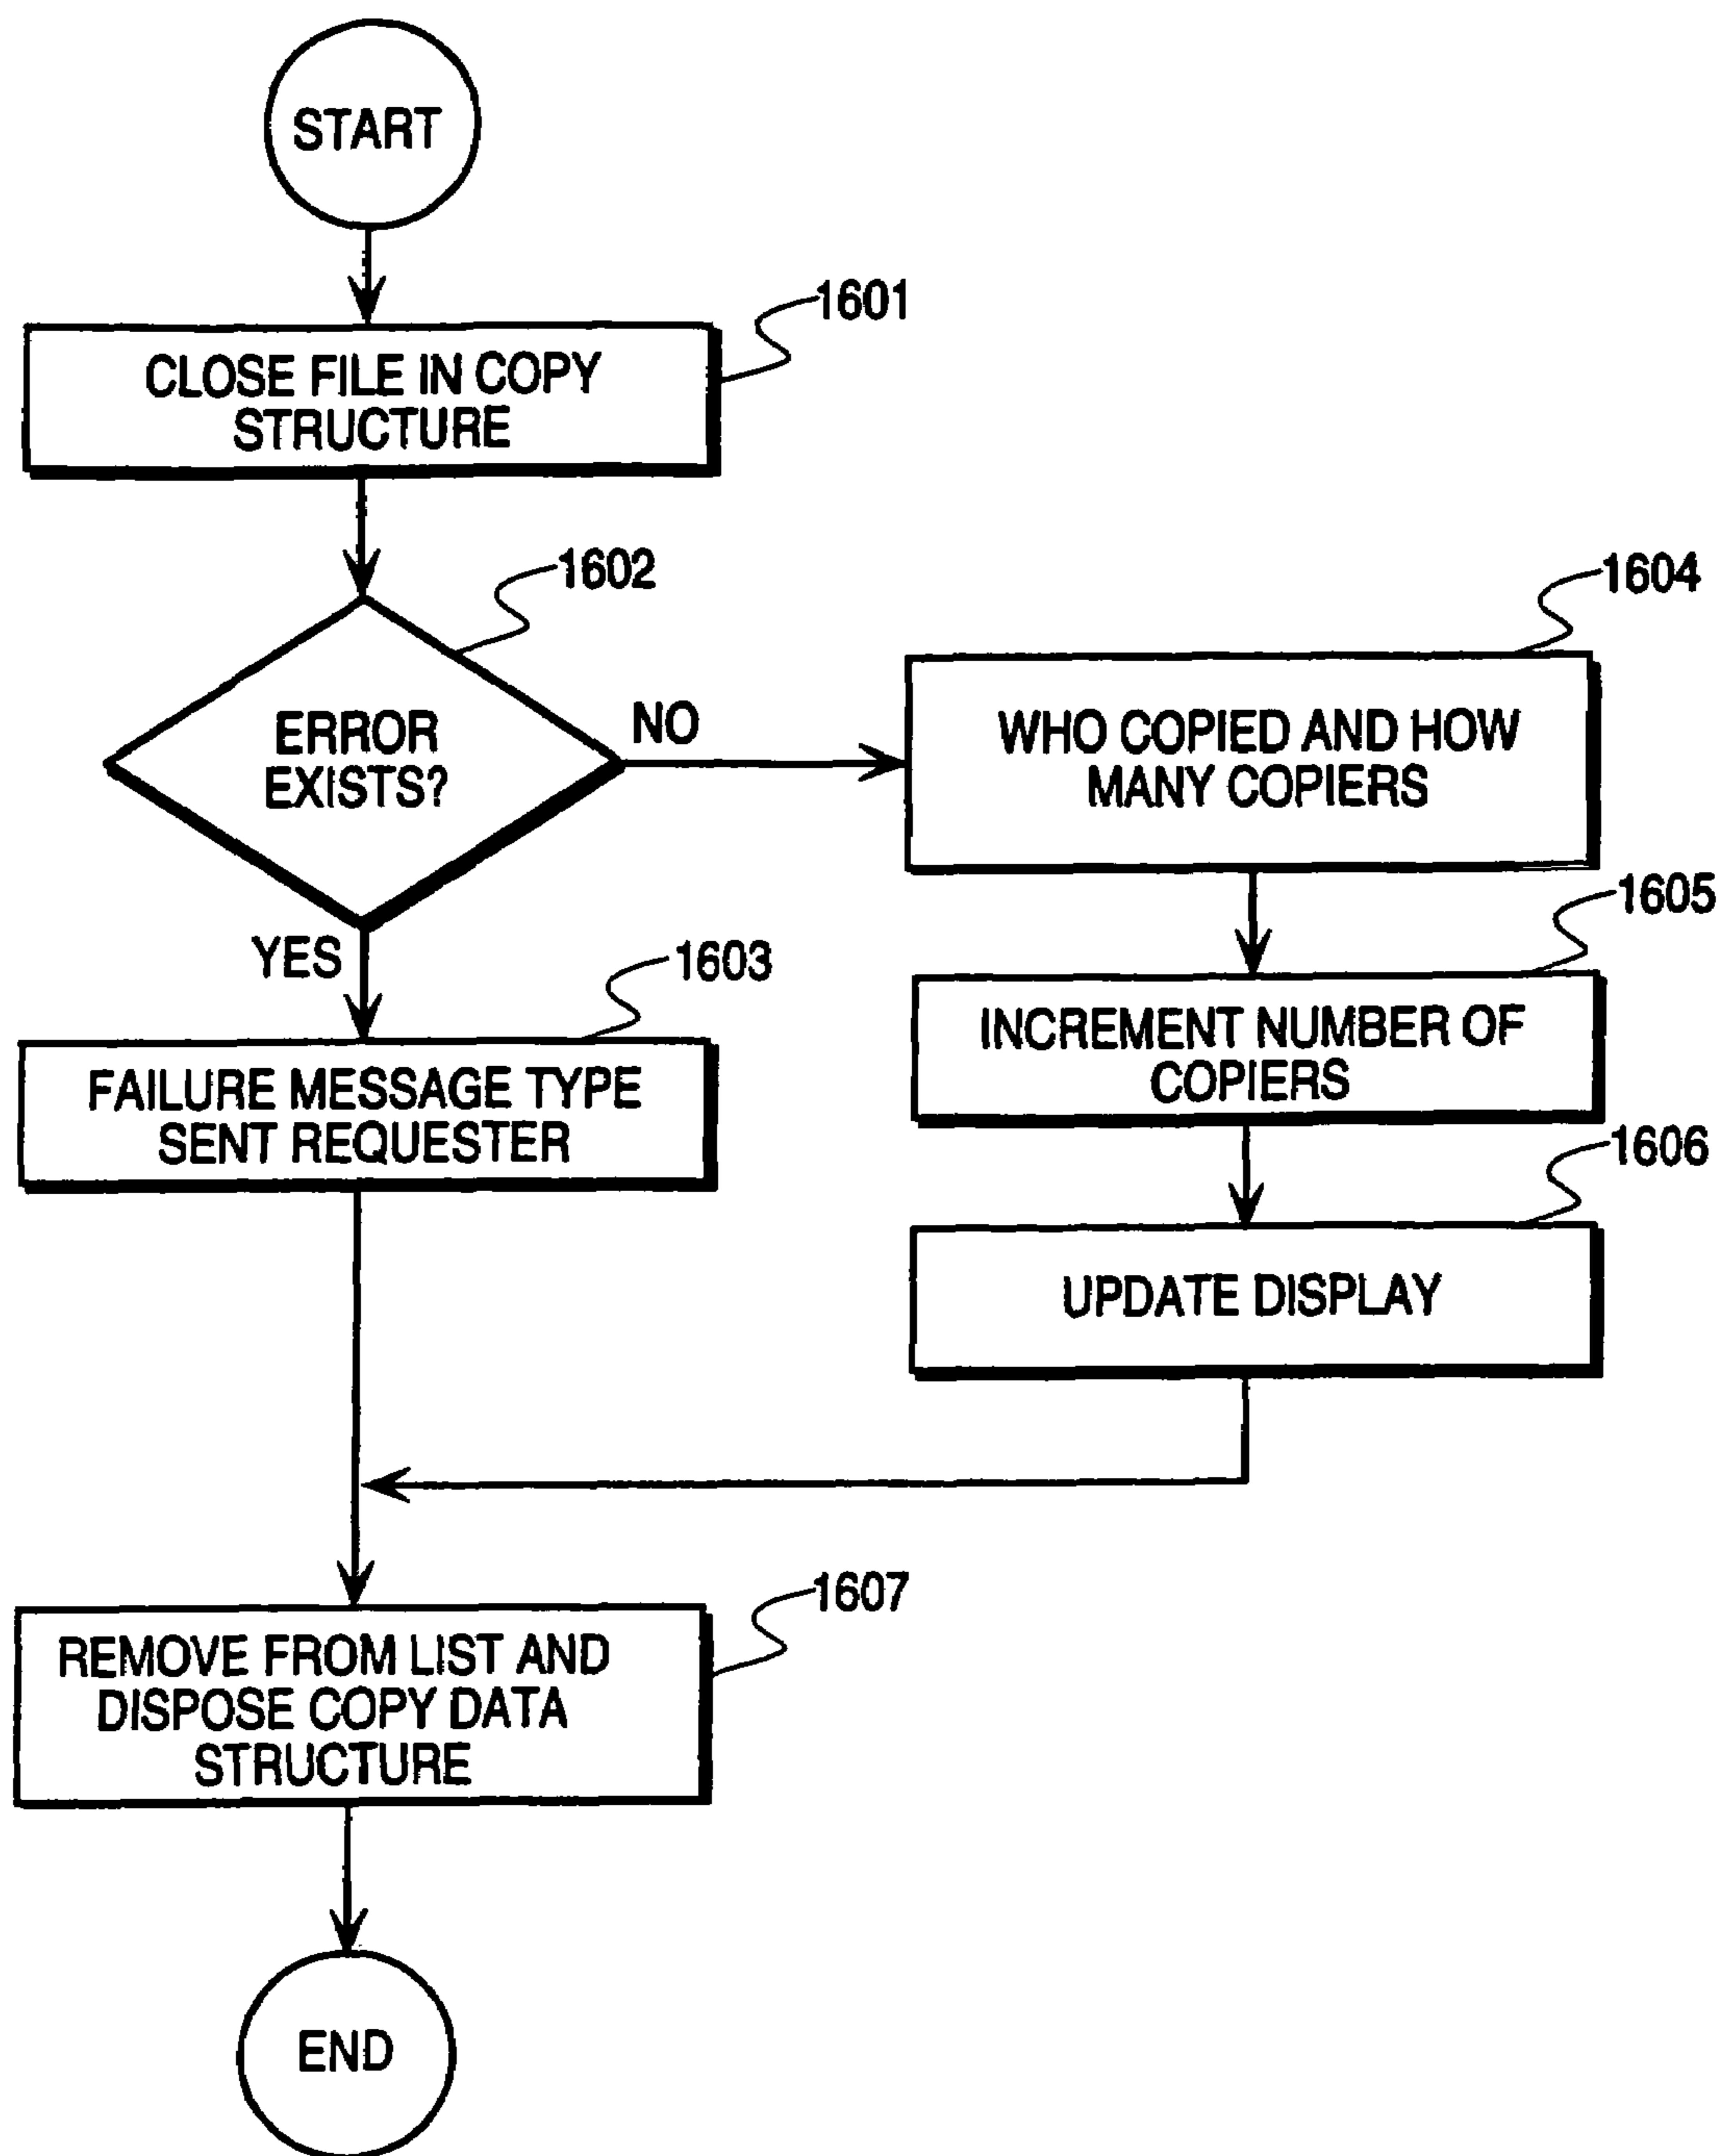 START
1601
CLOSE FILE IN COPY
STRUCTURE
1602
ERROR
EXISTS?
NO
YES
1604
WHO COPIED AND HOW
MANY COPIERS
1605
INCREMENT NUMBER OF
COPIERS
1603
FAILURE MESSAGE TYPE
SENT REQUESTER
1606
UPDATE DISPLAY
1607
REMOVE FROM LIST AND
DISPOSE COPY DATA
STRUCTURE
END